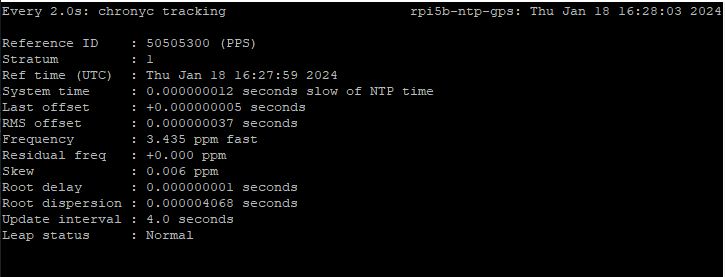 Every 2.0s: chronyc tracking rpi5b-ntp-gps: Thu Jan 18 16:28:03 2024
Reference ID : 50505300 (PPS)
Stratum : 1
Ref time (UTC) : Thu Jan 18 16:27:59 2024
System time : 0.000000012 seconds slow of NTP time
Last offset : +0.000000005 seconds
RMS offset : 0.000000037 seconds
Frequency : 3.435 ppm fast
Residual freq : +0.000 ppm
Skew : 0.006 ppm
Root delay : 0.000000001 seconds
Root dispersion : 0.000004068 seconds
Update interval : 4.0 seconds
Leap status : Normal